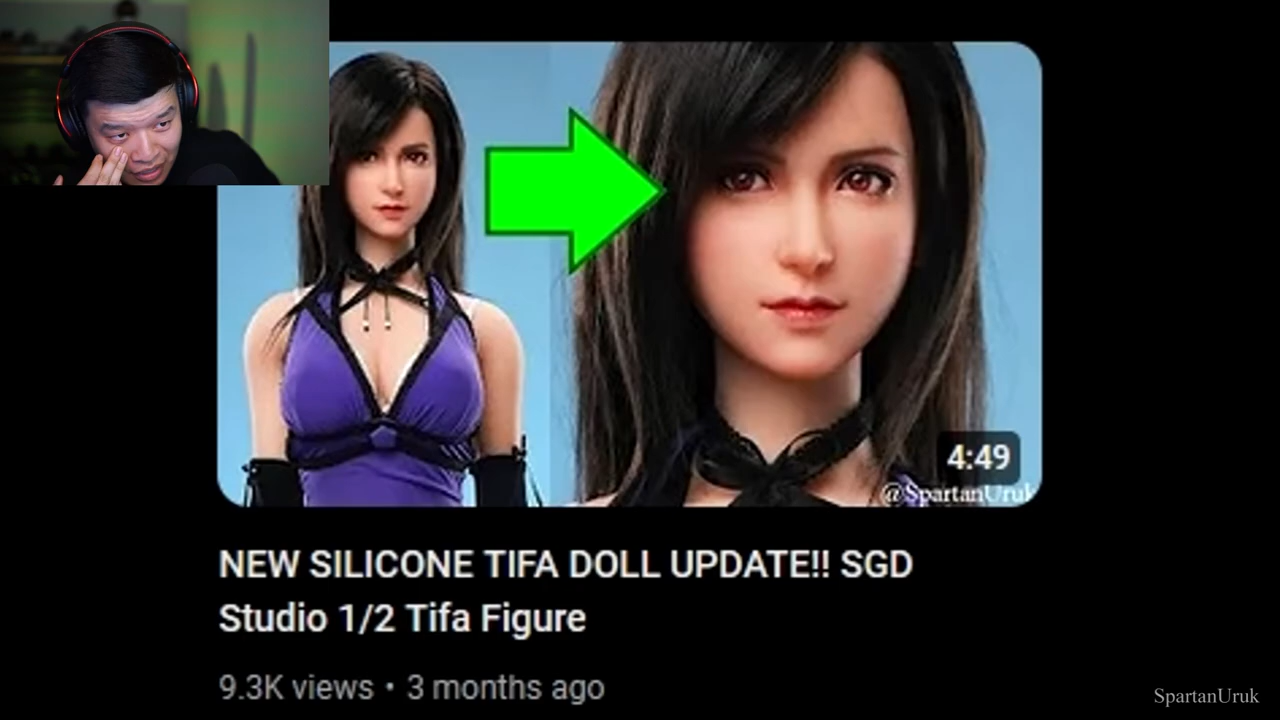 4:49
@SpartanUruk
NEW SILICONE TIFA DOLL UPDATE!! SGD
Studio 1/2 Tifa Figure
9.3K views • 3 months ago
SpartanUruk